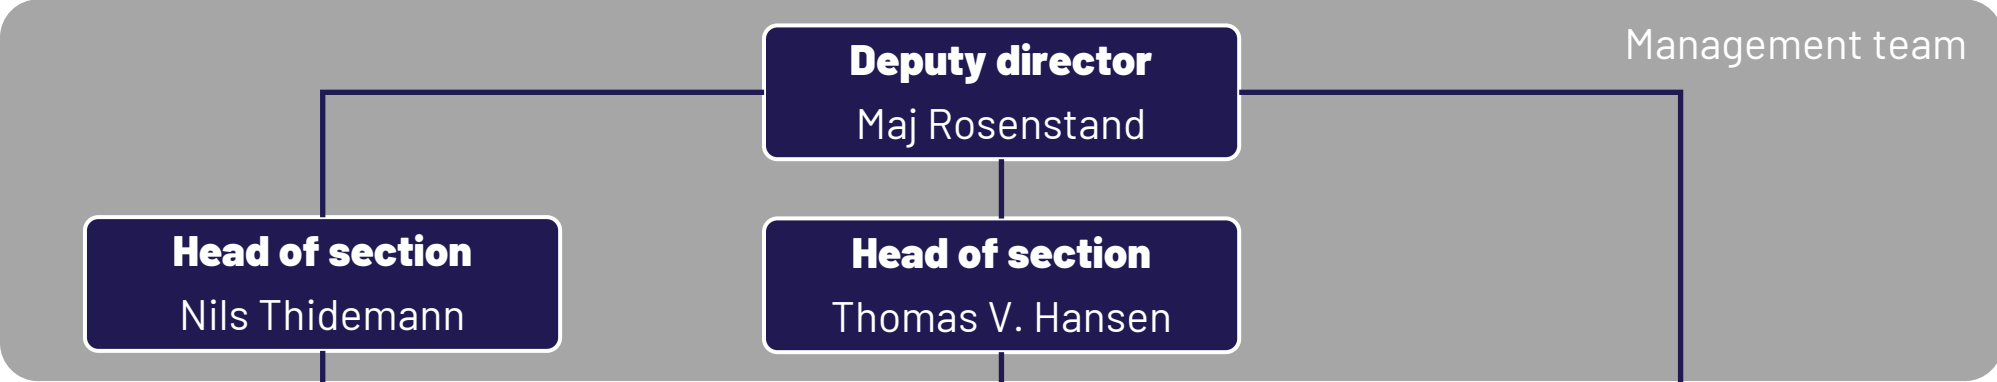 Management team
Deputy director
Maj Rosenstand
Head of section
Nils Thidemann
Head of section
Thomas V. Hansen